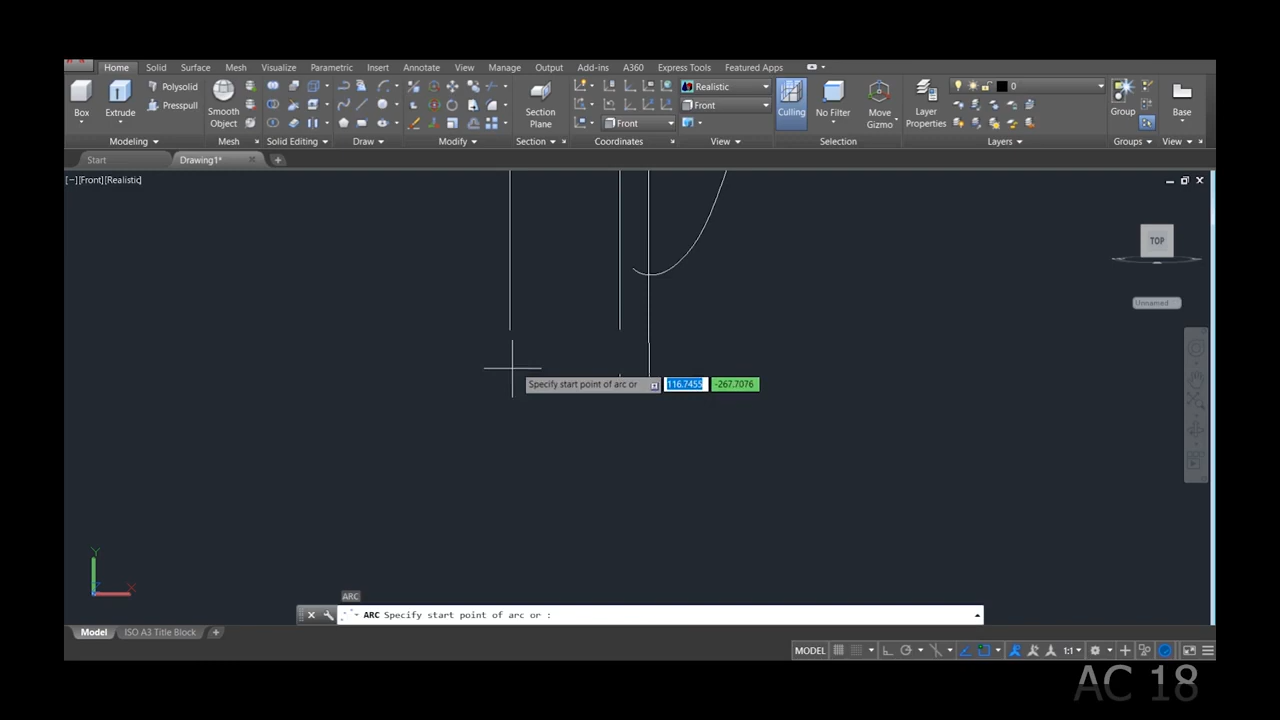 Home Solid Surface Mesh Visualize Parametric Insert Annotate View Manage Output Add-ins A360 Express Tools Featured Apps
Box
Extrude
Polysolid
Presspull
Smooth
Object
Section
Plane
Front
Realistic
Front
Culling
No Filter
Move
Gizmo
Layer
Properties
0
Group
Base
Modeling Mesh Solid Editing Draw Modify Section Coordinates View Selection Layers Groups View
Start Drawing1* +
[−][Front][Realistic]
TOP
Unnamed
Specify start point of arc or 116.7455 -267.7076
Y
X
ARC
ARC Specify start point of arc or :
Model ISO A3 Title Block +
MODEL 1:1
AC 18